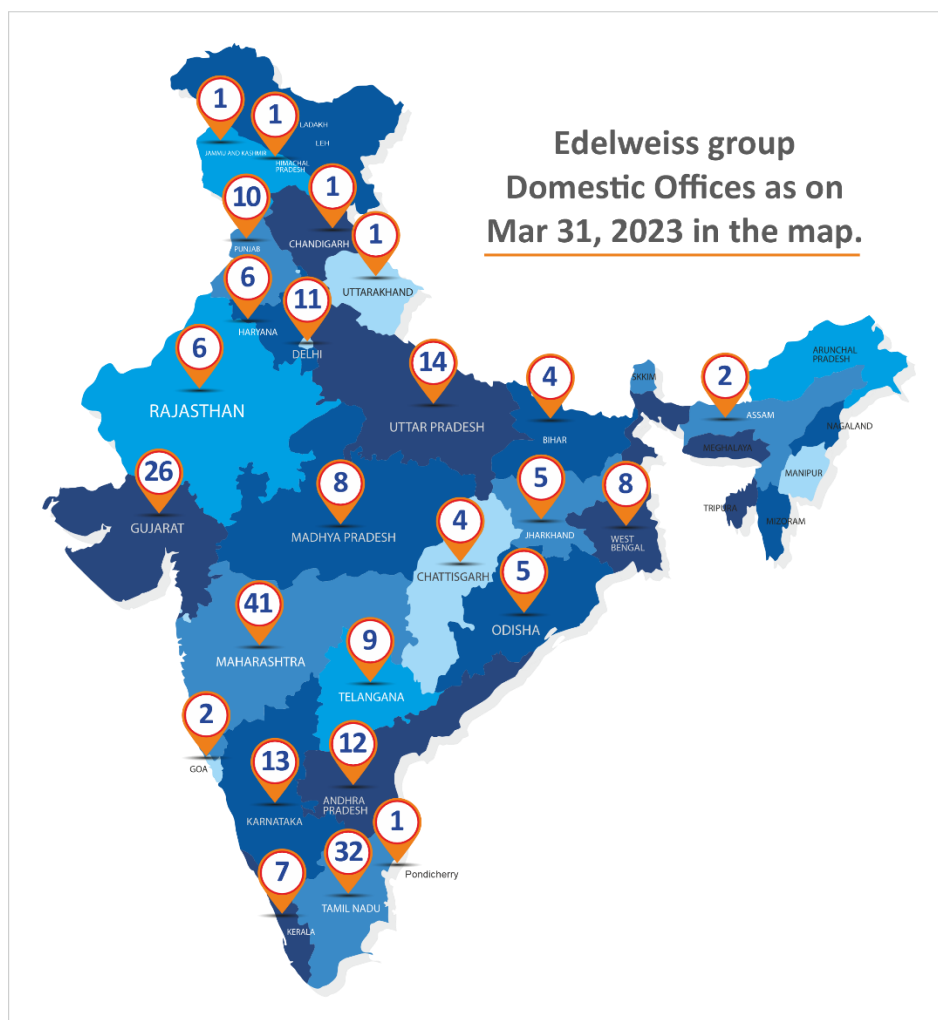 Edelweiss group
Domestic Offices as on
Mar 31, 2023 in the map.
1
JAMMU AND KASHMIR
1
HIMACHAL
PRADESH
LADAKH
LEH
1
CHANDIGARH
10
PUNJAB
1
UTTARAKHAND
6
HARYANA
11
DELHI
6
RAJASTHAN
14
UTTAR PRADESH
4
BIHAR
SKKIM
2
ASSAM
ARUNCHAL
PRADESH
NAGALAND
MEGHALAYA
MANIPUR
TRIPURA
MIZORAM
26
GUJARAT
8
MADHYA PRADESH
5
JHARKHAND
8
WEST
BENGAL
4
CHATTISGARH
5
ODISHA
41
MAHARASHTRA
9
TELANGANA
2
GOA
13
KARNATAKA
12
ANDHRA
PRADESH
1
Pondicherry
7
KERALA
32
TAMIL NADU